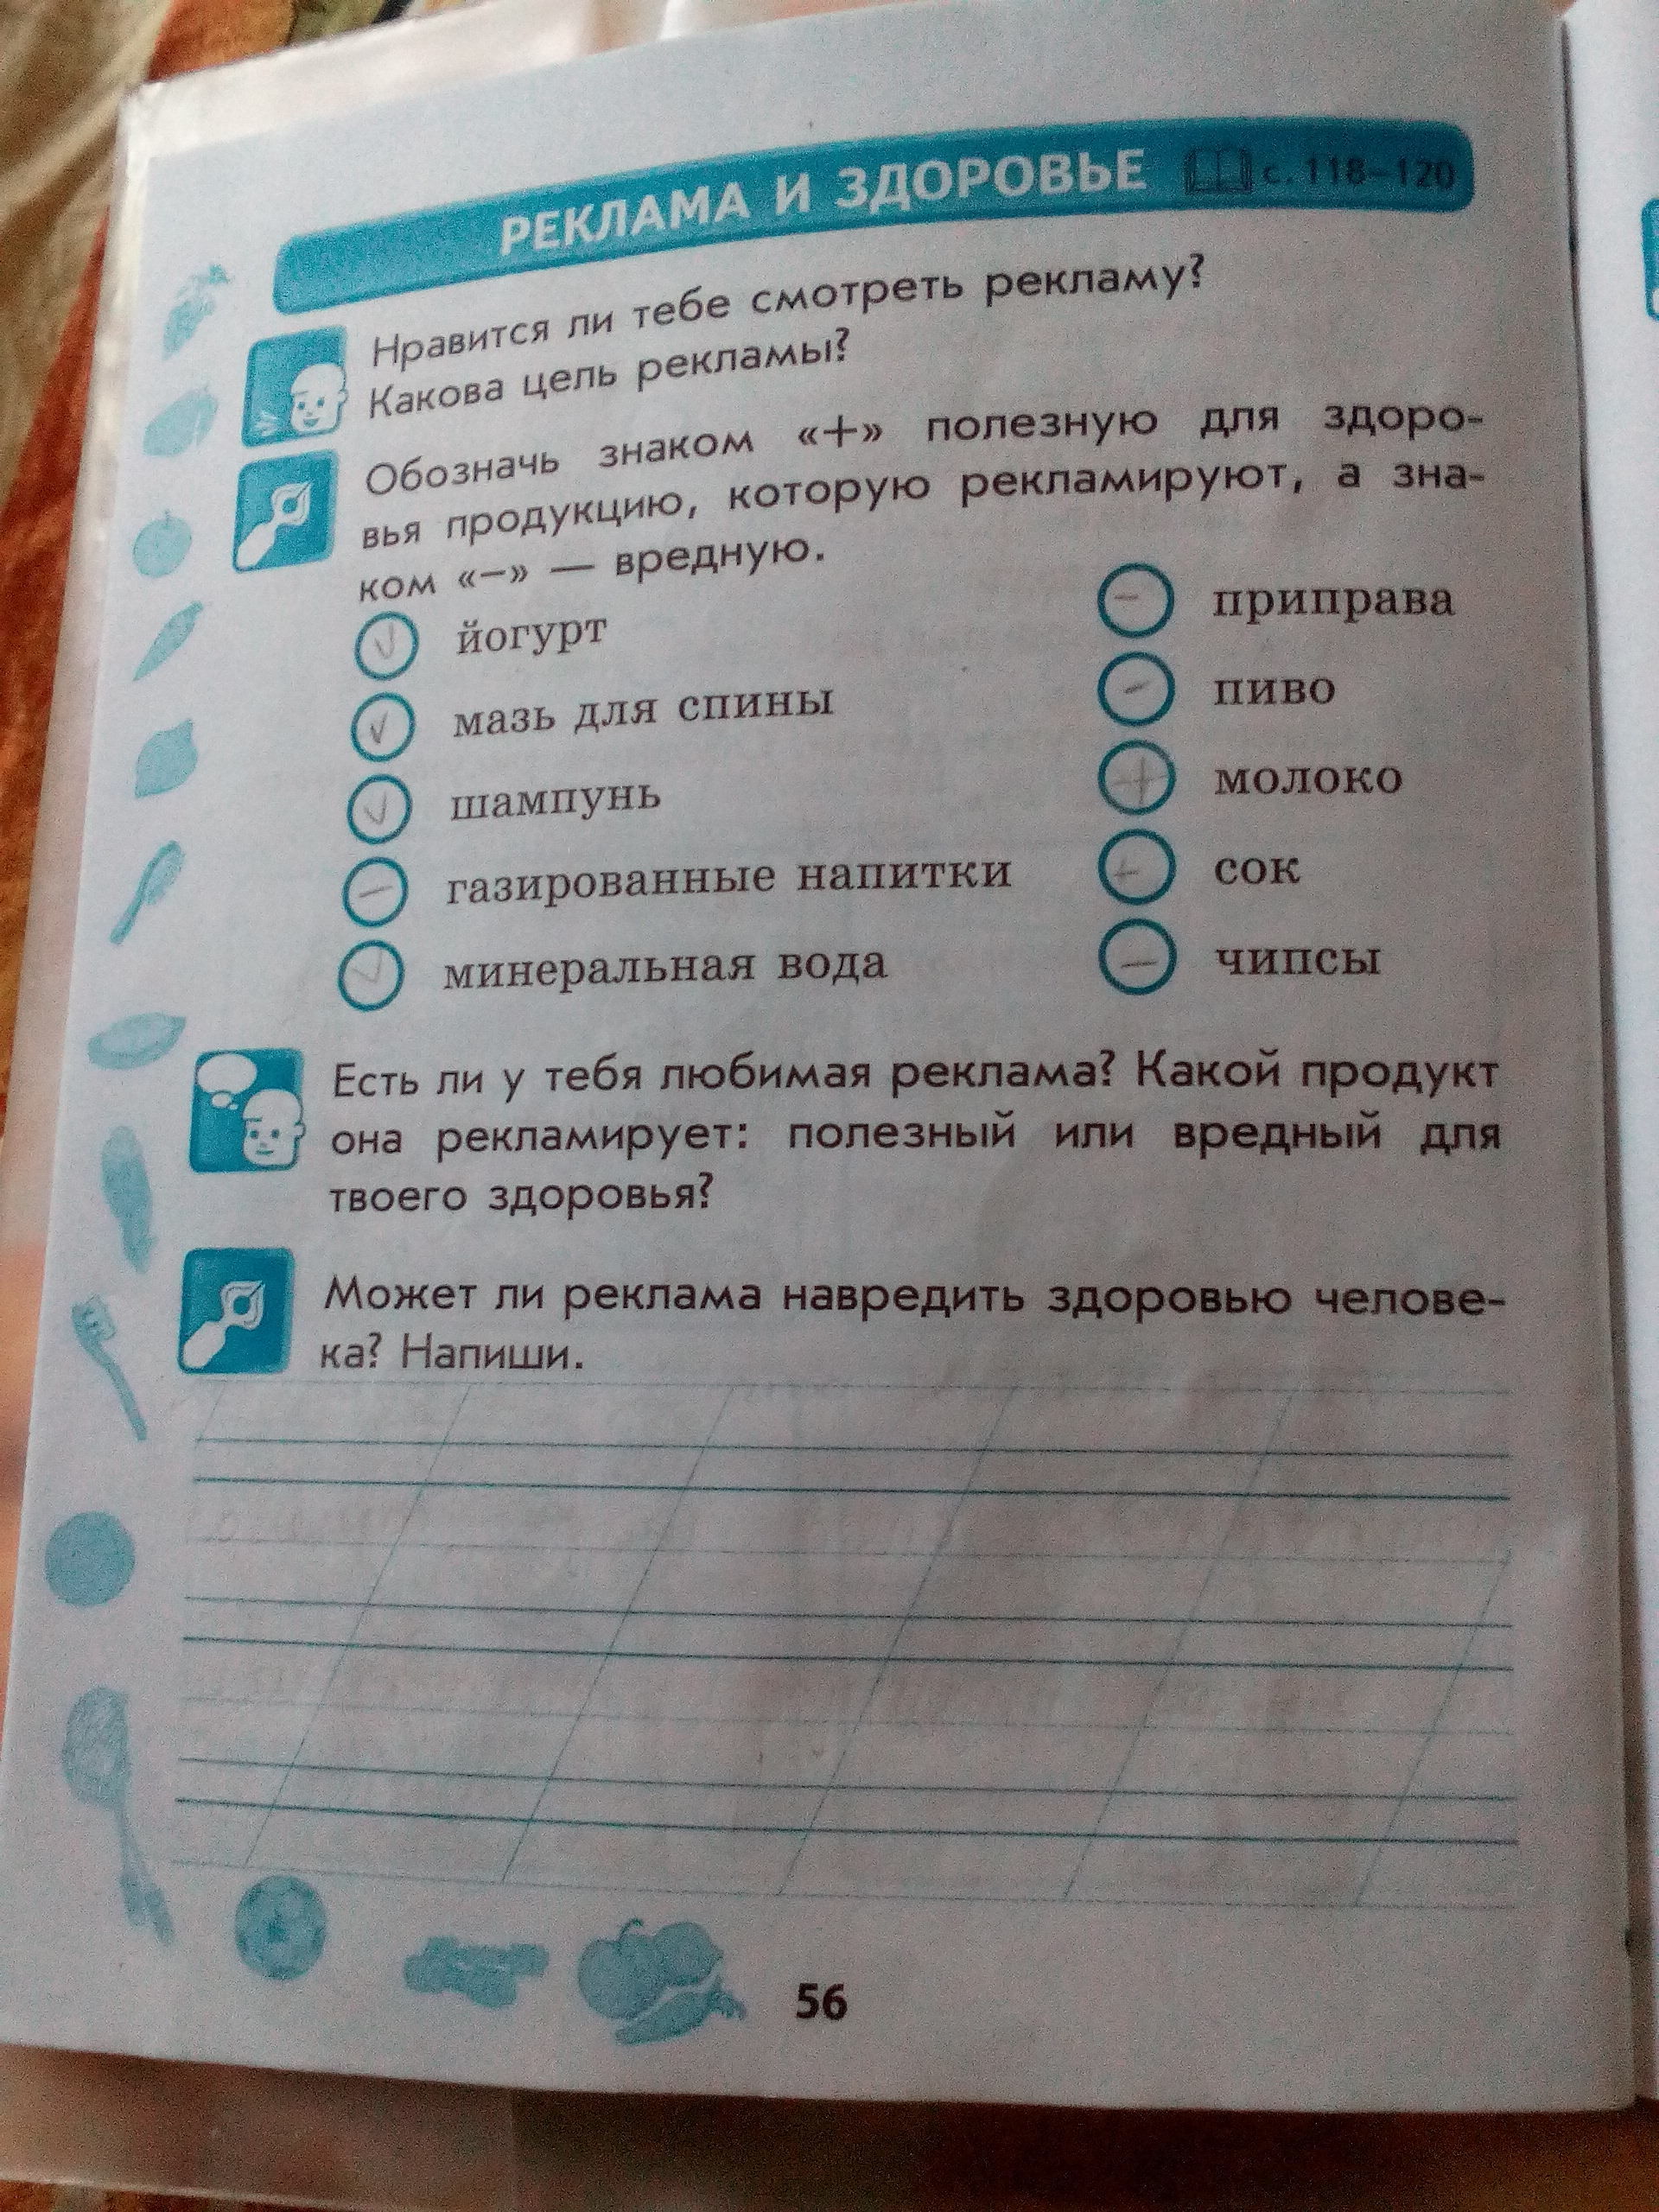 РЕКЛАМА И ЗДОРОВЬЕ с. 118–120
Нравится ли тебе смотреть рекламу?
Какова цель рекламы?
Обозначь знаком «+» полезную для здоро-
вья продукцию, которую рекламируют, а зна-
ком «–» — вредную.
✓ йогурт
✓ мазь для спины
✓ шампунь
– газированные напитки
✓ минеральная вода
– приправа
– пиво
+ молоко
+ сок
– чипсы
Есть ли у тебя любимая реклама? Какой продукт
она рекламирует: полезный или вредный для
твоего здоровья?
Может ли реклама навредить здоровью челове-
ка? Напиши.
56